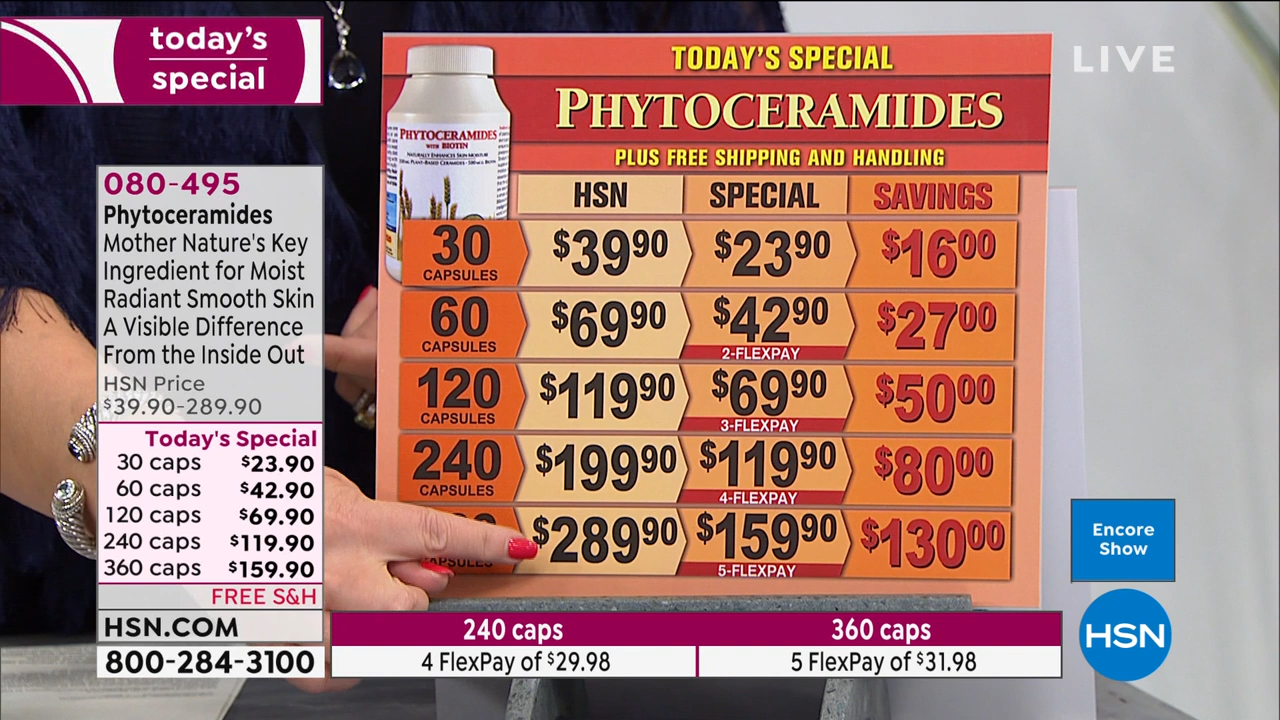 today's
special
LIVE
TODAY'S SPECIAL
PHYTOCERAMIDES
PLUS FREE SHIPPING AND HANDLING
PHYTOCERAMIDES
WITH BIOTIN
NATURALLY ENHANCES SKIN MOISTURE
HSN SPECIAL SAVINGS
30 CAPSULES $39.90 $23.90 $16.00
60 CAPSULES $69.90 $42.90 $27.00
2-FLEXPAY
120 CAPSULES $119.90 $69.90 $50.00
3-FLEXPAY
240 CAPSULES $199.90 $119.90 $80.00
4-FLEXPAY
$289.90 $159.90 $130.00
5-FLEXPAY
080-495
Phytoceramides
Mother Nature's Key
Ingredient for Moist
Radiant Smooth Skin
A Visible Difference
From the Inside Out
HSN Price
$39.90-289.90
Today's Special
30 caps $23.90
60 caps $42.90
120 caps $69.90
240 caps $119.90
360 caps $159.90
FREE S&H
HSN.COM
800-284-3100
240 caps 360 caps
4 FlexPay of $29.98 5 FlexPay of $31.98
Encore
Show
HSN